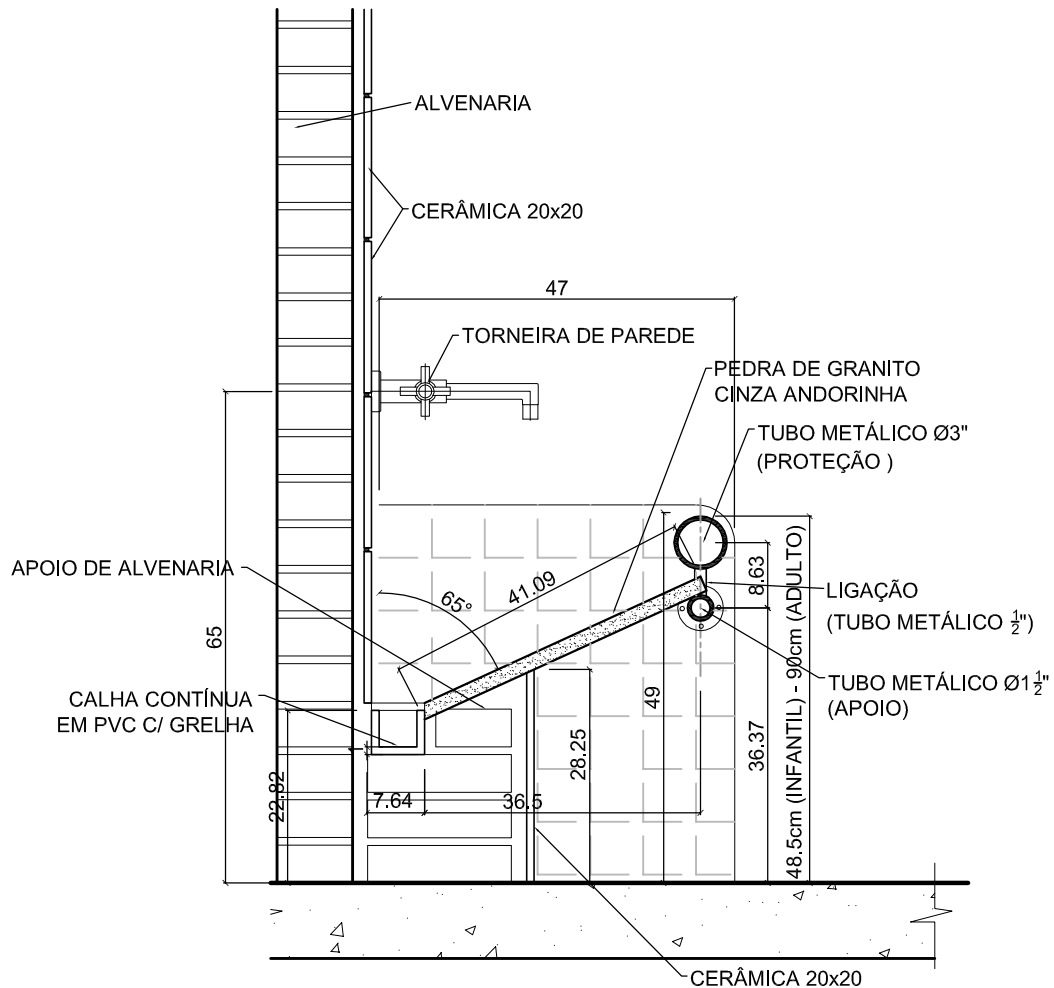 ALVENARIA
CERÂMICA 20x20
47
TORNEIRA DE PAREDE
PEDRA DE GRANITO
CINZA ANDORINHA
TUBO METÁLICO Ø3"
(PROTEÇÃO )
APOIO DE ALVENARIA
41.09
65°
8.63
LIGAÇÃO
(TUBO METÁLICO 1/2")
65
CALHA CONTÍNUA
EM PVC C/ GRELHA
TUBO METÁLICO Ø1 1/2"
(APOIO)
49
36.37
48.5cm (INFANTIL) - 90cm (ADULTO)
28.25
22.82
7.64
36.5
CERÂMICA 20x20